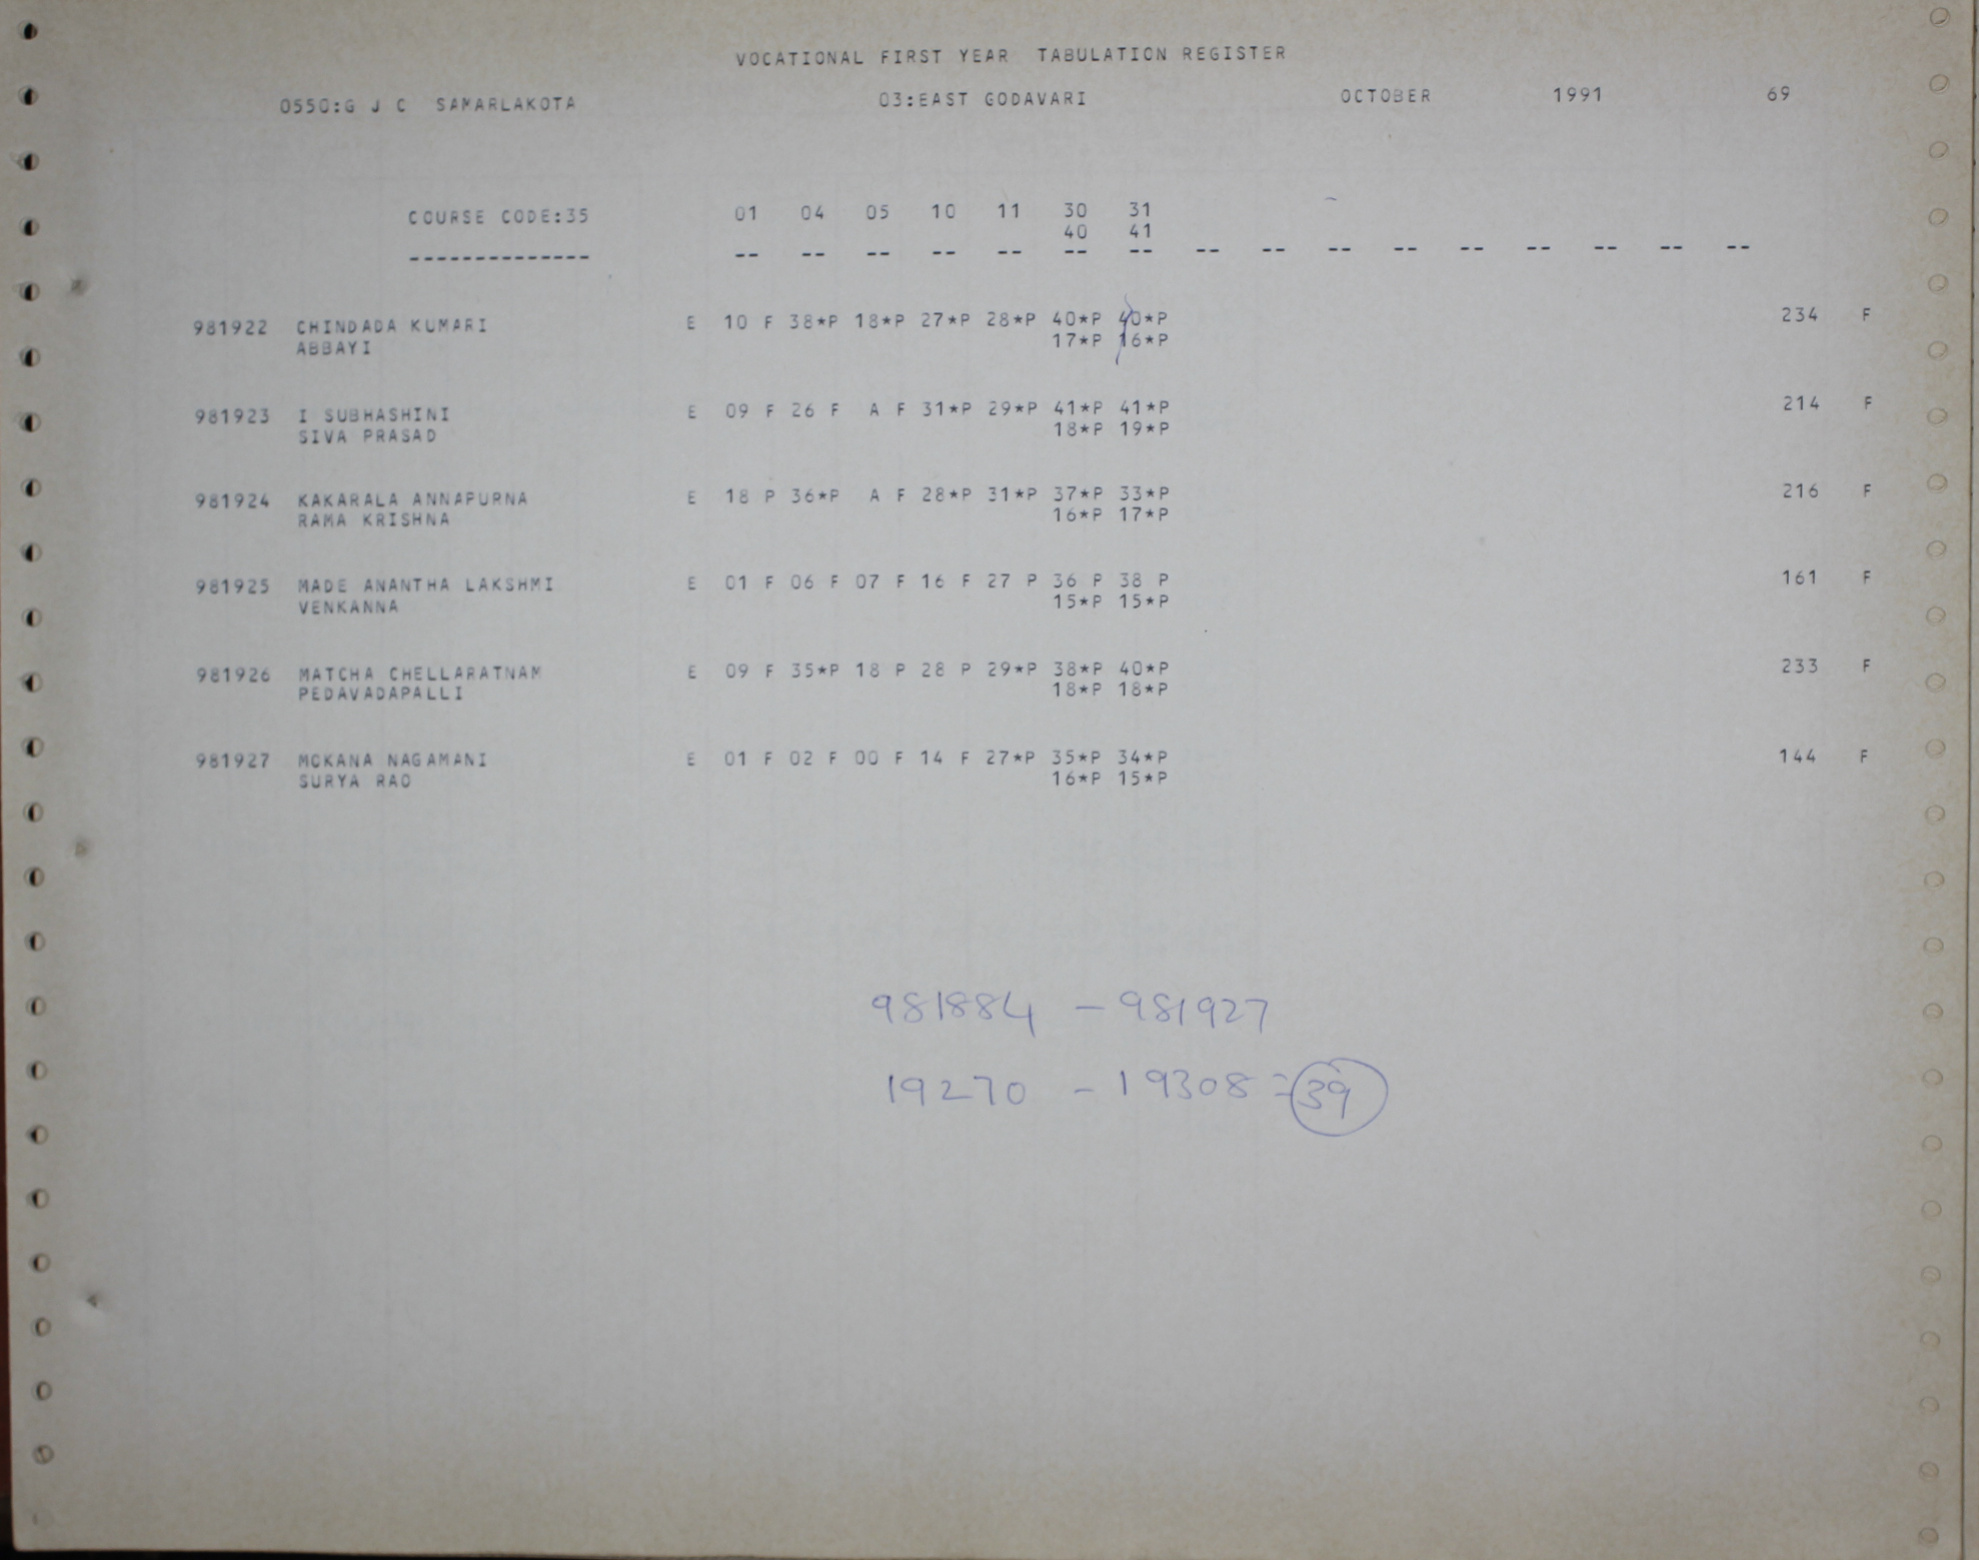 VOCATIONAL FIRST YEAR TABULATION REGISTER
0550:G J C SAMARLAKOTA 03:EAST GODAVARI OCTOBER 1991 69
COURSE CODE:35 01 04 05 10 11 30 31
40 41
-------------- -- -- -- -- -- -- -- -- -- -- -- -- -- -- -- --
981922 CHINDADA KUMARI E 10 F 38*P 18*P 27*P 28*P 40*P 40*P 234 F
ABBAYI 17*P 16*P
981923 I SUBHASHINI E 09 F 26 F A F 31*P 29*P 41*P 41*P 214 F
SIVA PRASAD 18*P 19*P
981924 KAKARALA ANNAPURNA E 18 P 36*P A F 28*P 31*P 37*P 33*P 216 F
RAMA KRISHNA 16*P 17*P
981925 MADE ANANTHA LAKSHMI E 01 F 06 F 07 F 16 F 27 P 36 P 38 P 161 F
VENKANNA 15*P 15*P
981926 MATCHA CHELLARATNAM E 09 F 35*P 18 P 28 P 29*P 38*P 40*P 233 F
PEDAVADAPALLI 18*P 18*P
981927 MOKANA NAGAMANI E 01 F 02 F 00 F 14 F 27*P 35*P 34*P 144 F
SURYA RAO 16*P 15*P
981884 - 981927
19270 - 19308 = 39